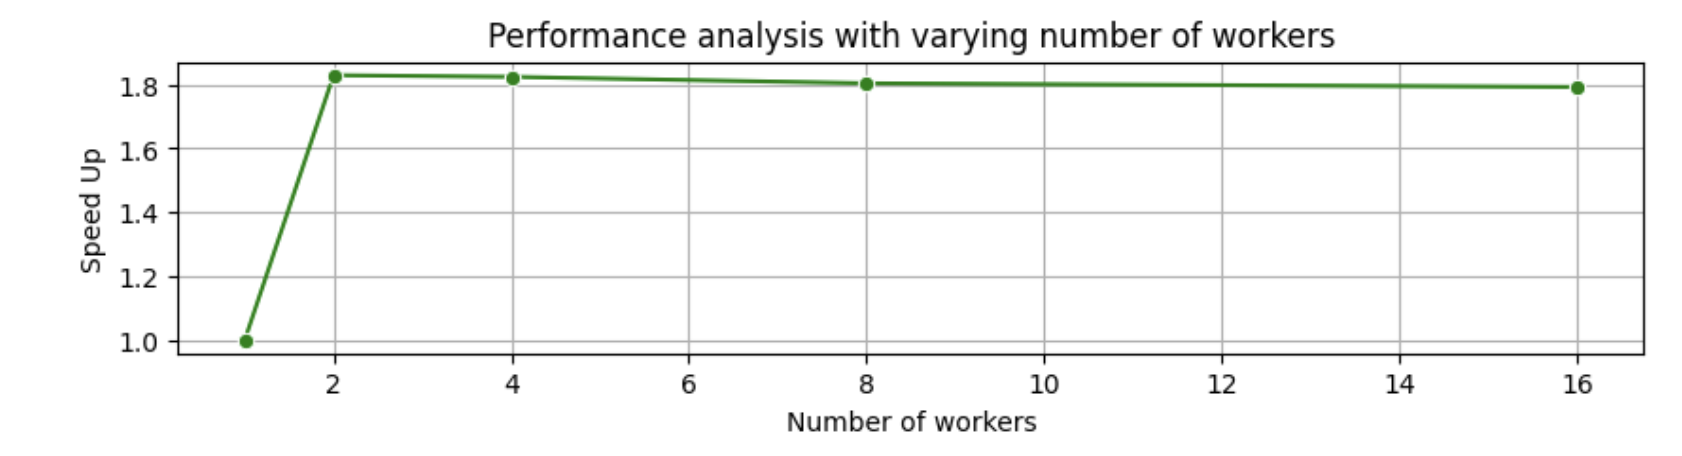 Performance analysis with varying number of workers
Speed Up
1.8
1.6
1.4
1.2
1.0
2 4 6 8 10 12 14 16
Number of workers